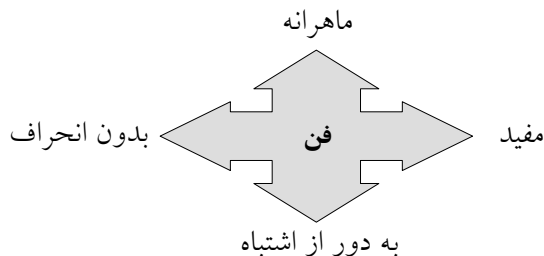 ماهرانه
مفید
فن
بدون انحراف
به دور از اشتباه